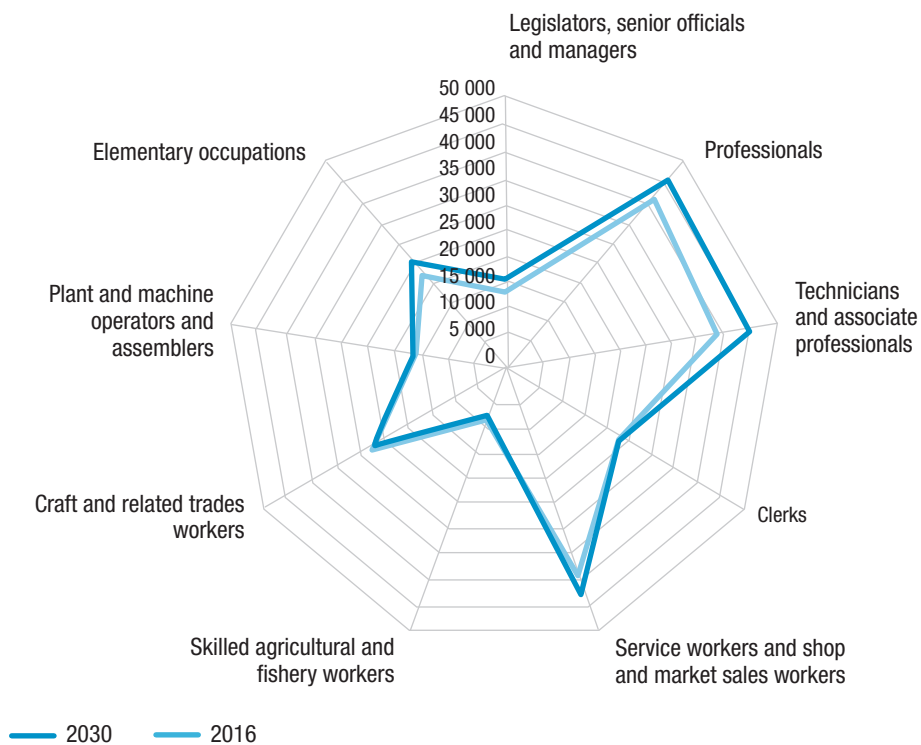 Legislators, senior officials
and managers
50 000
45 000
40 000
35 000
30 000
25 000
20 000
15 000
10 000
5 000
0
Professionals
Technicians
and associate
professionals
Clerks
Service workers and shop
and market sales workers
Skilled agricultural and
fishery workers
Craft and related trades
workers
Plant and machine
operators and
assemblers
Elementary occupations
2030
2016